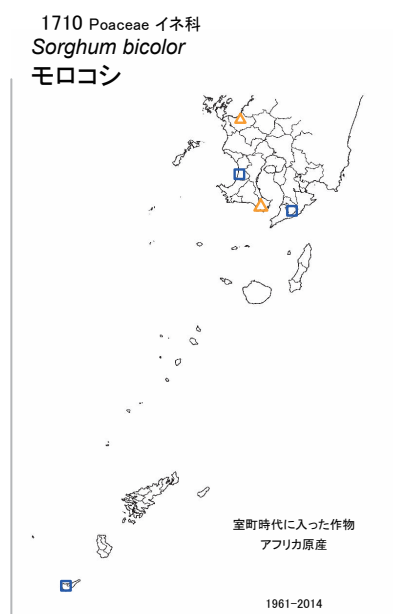 1710 Poaceae イネ科
Sorghum bicolor
モロコシ
室町時代に入った作物
アフリカ原産
1961-2014